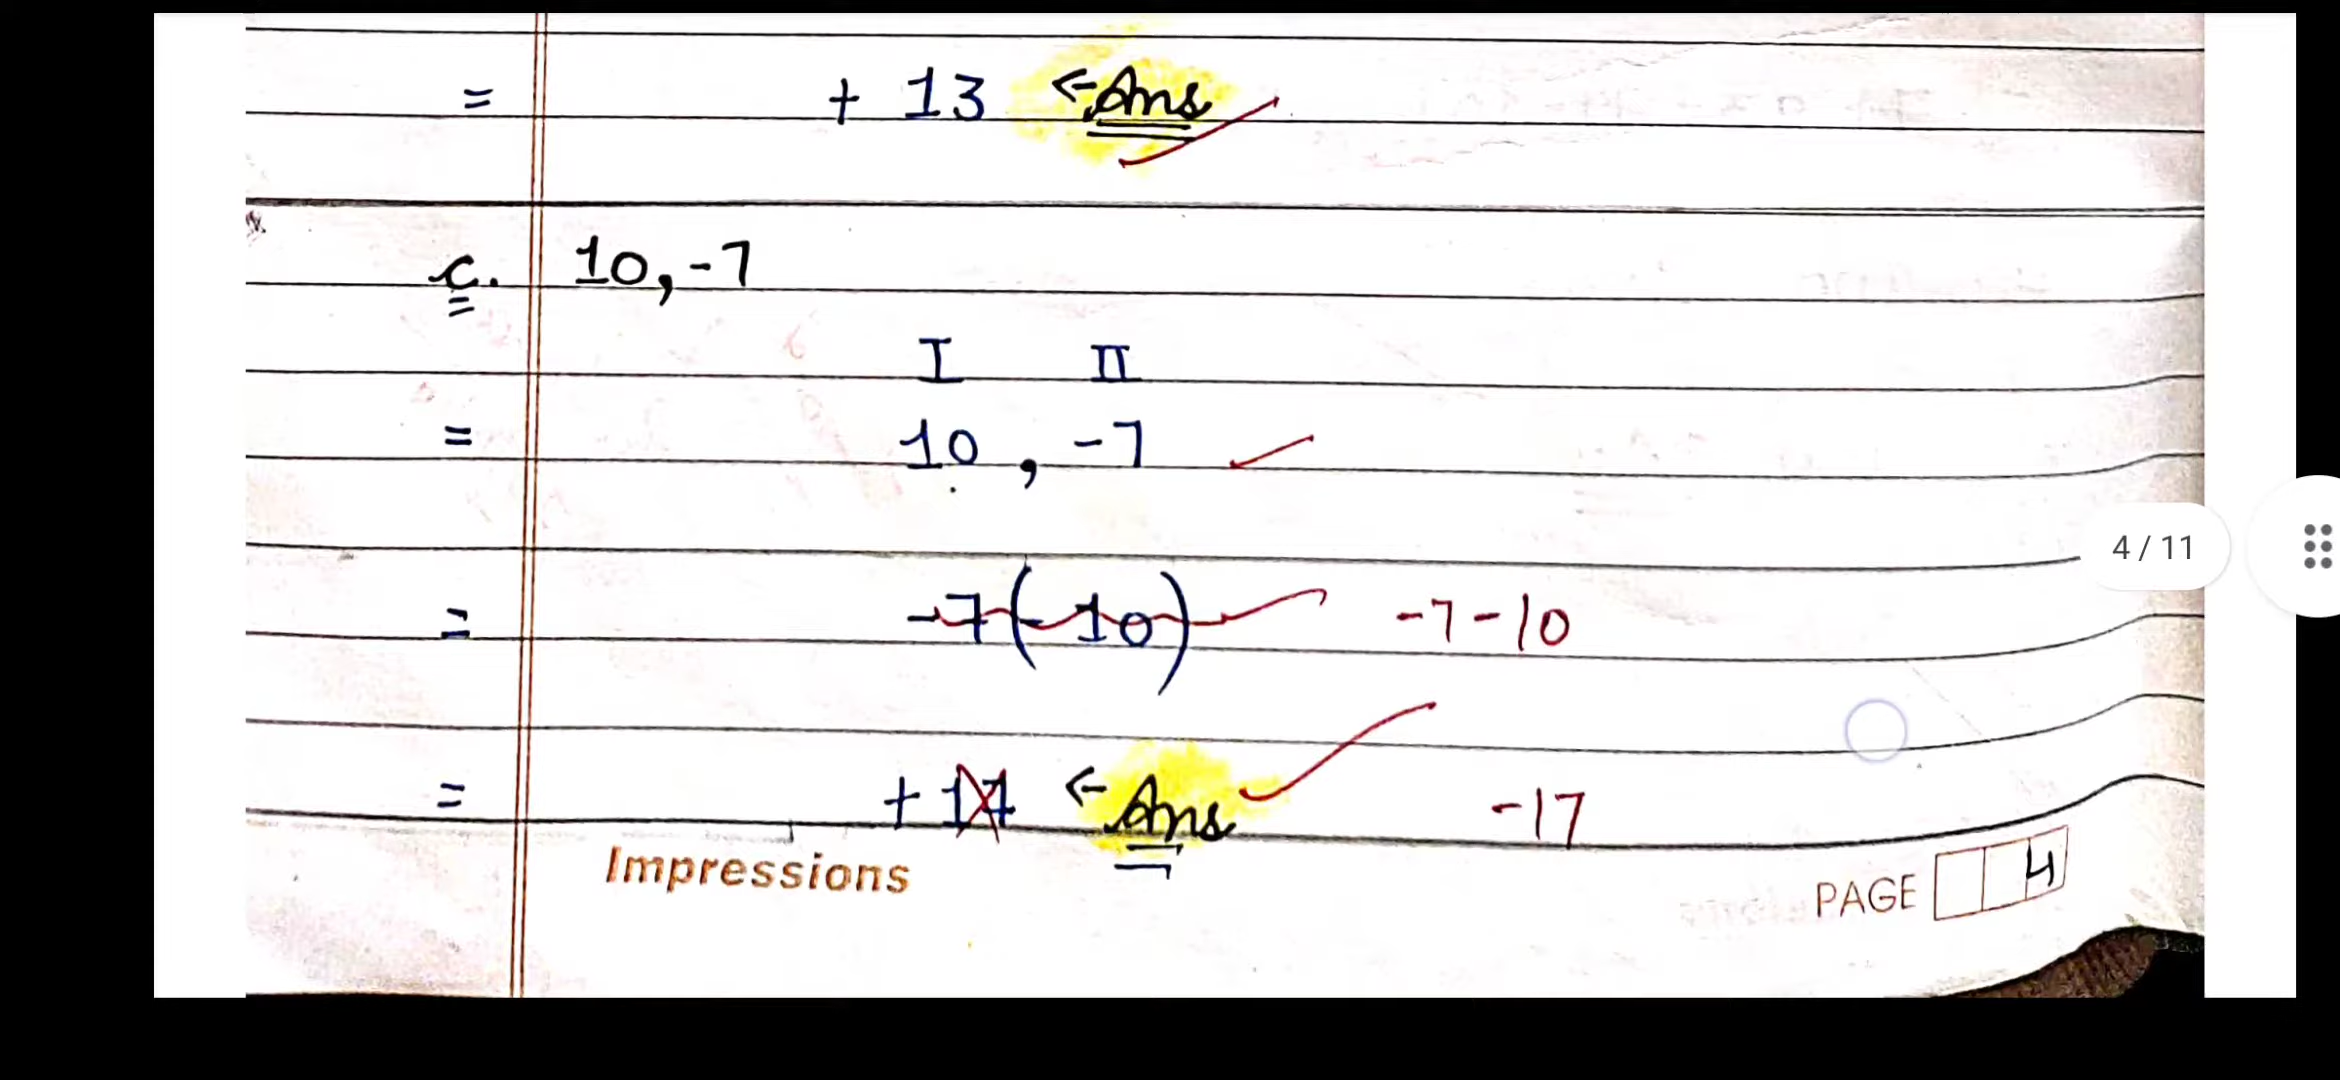 = + 13 ← Ans
c. 10, -7
I II
= 10 , -7
= -7(-10) -7-10
= + 17 ← Ans -17
Impressions
PAGE 4
4 / 11